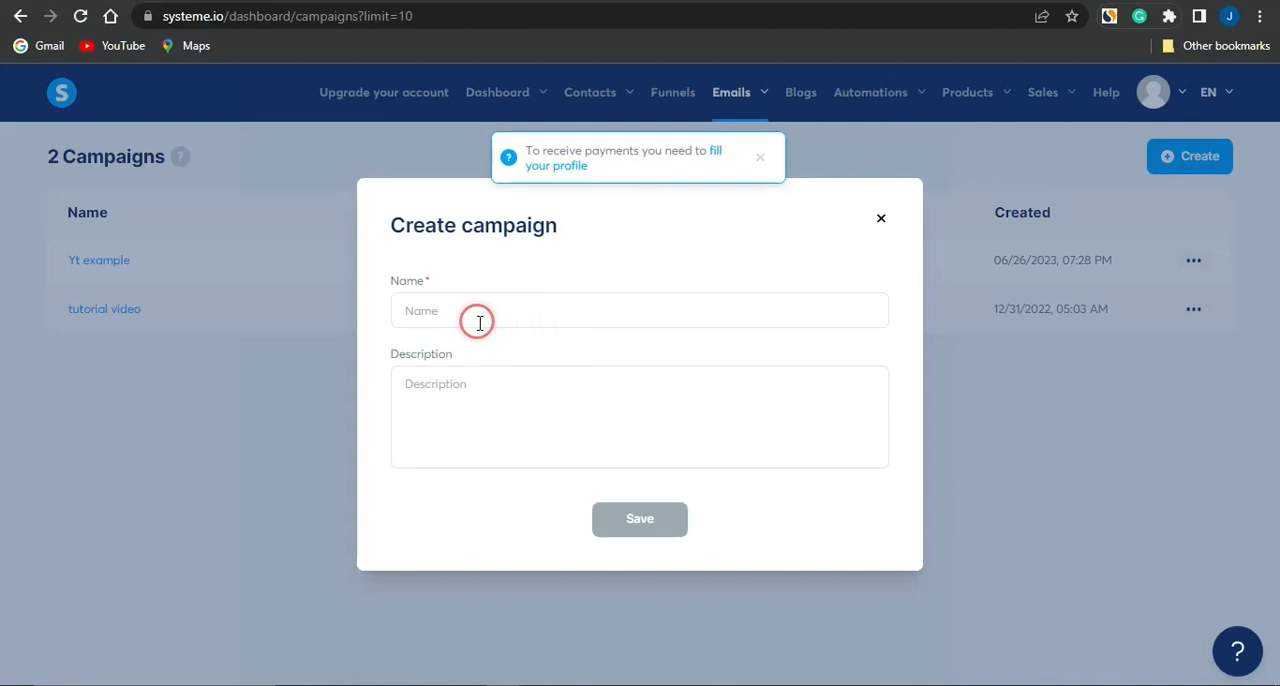 systeme.io/dashboard/campaigns?limit=10
J
Gmail YouTube Maps Other bookmarks
S Upgrade your account Dashboard Contacts Funnels Emails Blogs Automations Products Sales Help EN
2 Campaigns ?
? To receive payments you need to fill
your profile
Create
Name Created
Yt example 06/26/2023, 07:28 PM
tutorial video 12/31/2022, 05:03 AM
Create campaign
Name*
Name
Description
Description
Save
?